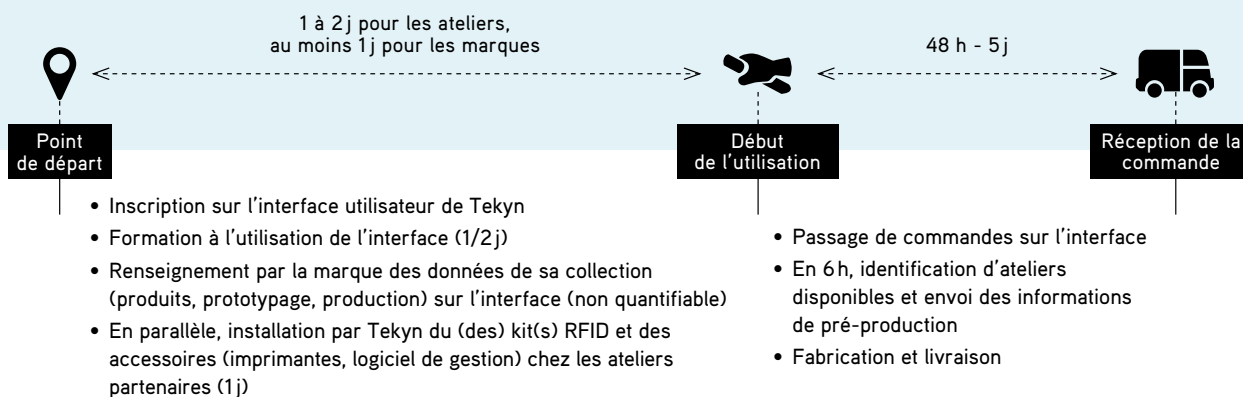 1 à 2 j pour les ateliers,
au moins 1 j pour les marques
48 h - 5 j
Point
de départ
Début
de l'utilisation
Réception de la
commande
• Inscription sur l'interface utilisateur de Tekyn
• Formation à l'utilisation de l'interface (1/2 j)
• Renseignement par la marque des données de sa collection
(produits, prototypage, production) sur l'interface (non quantifiable)
• En parallèle, installation par Tekyn du (des) kit(s) RFID et des
accessoires (imprimantes, logiciel de gestion) chez les ateliers
partenaires (1 j)
• Passage de commandes sur l'interface
• En 6 h, identification d'ateliers
disponibles et envoi des informations
de pré-production
• Fabrication et livraison